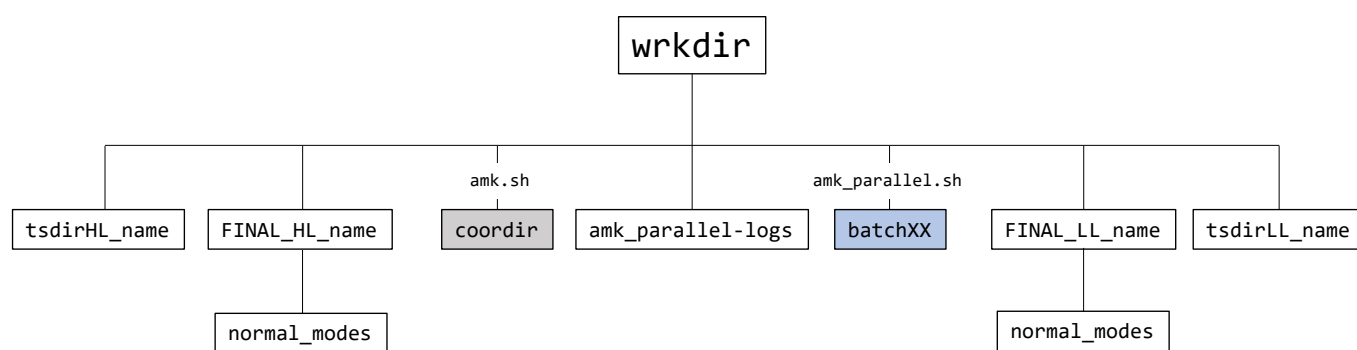 wrkdir
amk.sh
amk_parallel.sh
tsdirHL_name
FINAL_HL_name
coordir
amk_parallel-logs
batchXX
FINAL_LL_name
tsdirLL_name
normal_modes
normal_modes